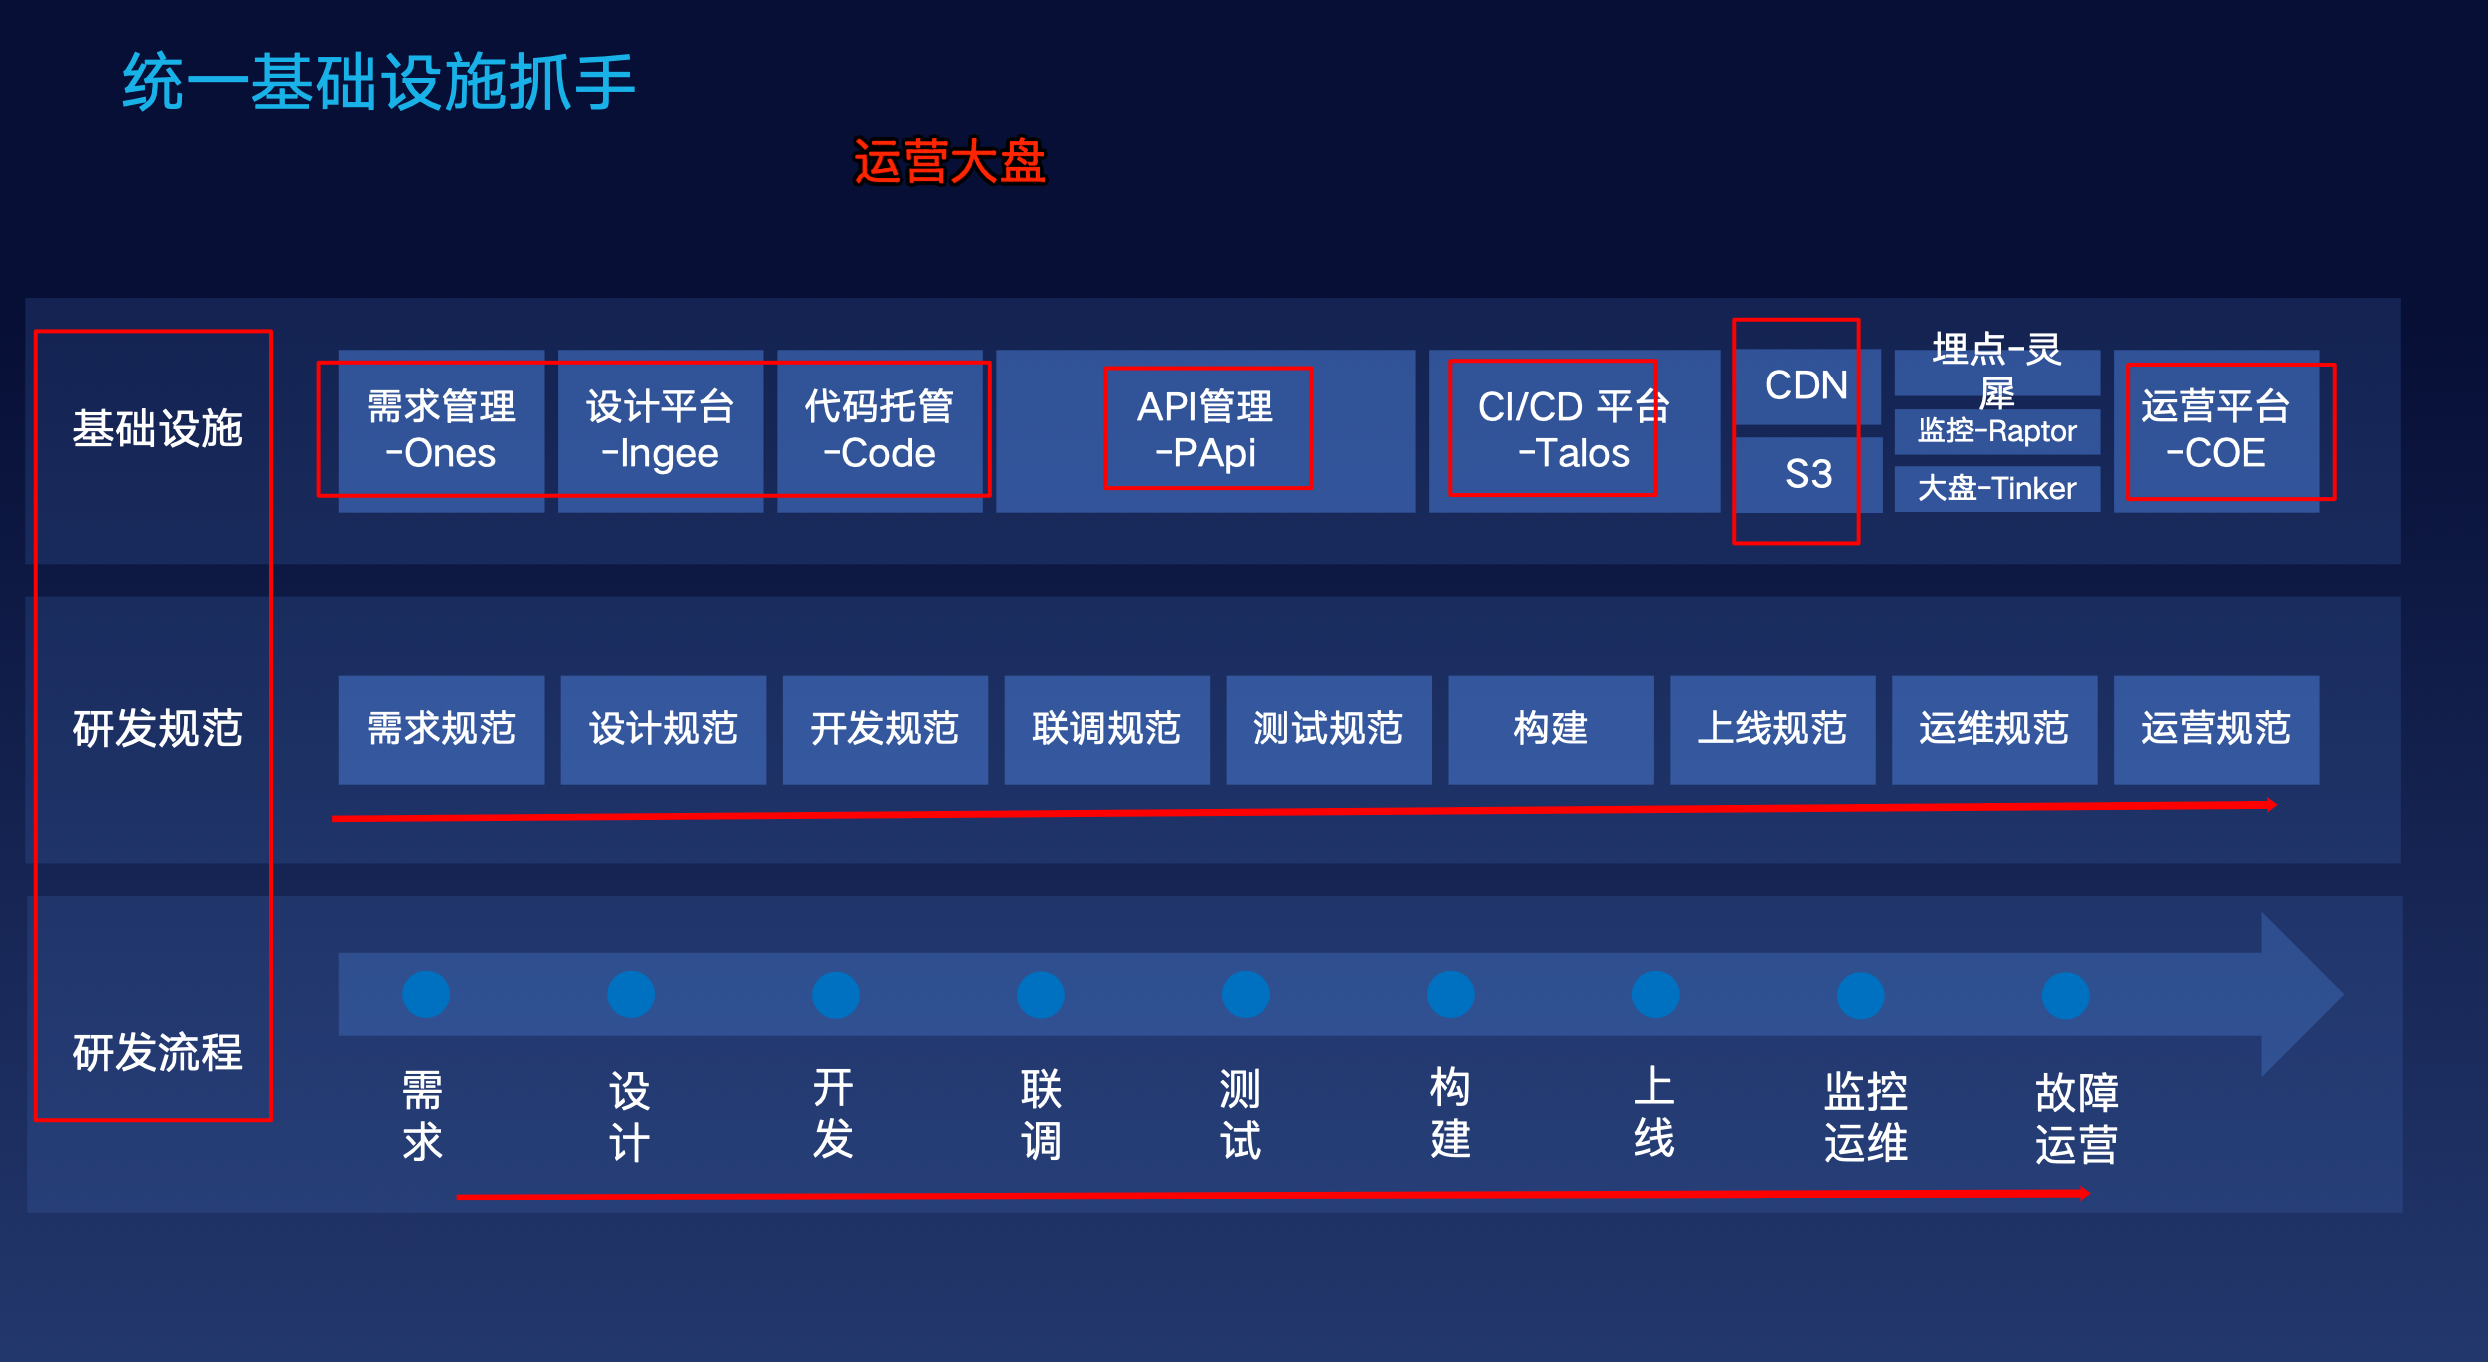 统一基础设施抓手
运营大盘
基础设施
需求管理
-Ones
设计平台
-Ingee
代码托管
-Code
API管理
-PApi
CI/CD 平台
-Talos
CDN
S3
埋点-灵
犀
监控-Raptor
大盘-Tinker
运营平台
-COE
研发规范
需求规范
设计规范
开发规范
联调规范
测试规范
构建
上线规范
运维规范
运营规范
研发流程
需
求
设
计
开
发
联
调
测
试
构
建
上
线
监控
运维
故障
运营